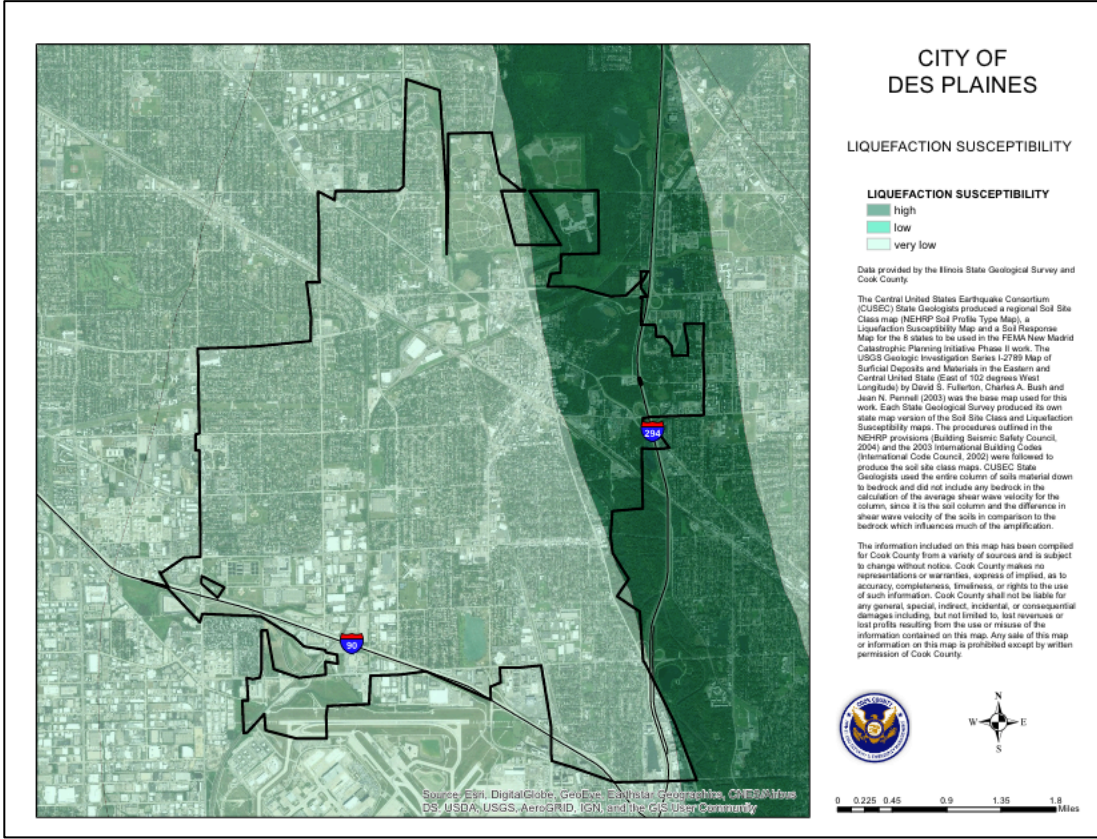 CITY OF
DES PLAINES
LIQUEFACTION SUSCEPTIBILITY
LIQUEFACTION SUSCEPTIBILITY
high
low
very low
Data provided by the Illinois State Geological Survey and
Cook County.
The Central United States Earthquake Consortium
(CUSEC) State Geologists produced a regional Soil Site
Class map (NEHRP Soil Profile Type Map), a
Liquefaction Susceptibility Map and a Soil Response
Map for the 8 states to be used in the FEMA New Madrid
Catastrophic Planning Initiative Phase II work. The
USGS Geologic Investigation Series I-2789 Map of
Surficial Deposits and Materials in the Eastern and
Central United State (East of 102 degrees West
Longitude) by David S. Fullerton, Charles A. Bush and
Jean N. Pennell (2003) was the base map used for this
work. Each State Geological Survey produced its own
state map version of the Soil Site Class and Liquefaction
Susceptibility maps. The procedures outlined in the
NEHRP provisions (Building Seismic Safety Council,
2004) and the 2003 International Building Codes
(International Code Council, 2002) were followed to
produce the soil site class maps. CUSEC State
Geologists used the entire column of soils material down
to bedrock and did not include any bedrock in the
calculation of the average shear wave velocity for the
column, since it is the soil column and the difference in
shear wave velocity of the soils in comparison to the
bedrock which influences much of the amplification.
The information included on this map has been compiled
for Cook County from a variety of sources and is subject
to change without notice. Cook County makes no
representations or warranties, express of implied, as to
accuracy, completeness, timeliness, or rights to the use
of such information. Cook County shall not be liable for
any general, special, indirect, incidental, or consequential
damages including, but not limited to, lost revenues or
lost profits resulting from the use or misuse of the
information contained on this map. Any sale of this map
or information on this map is prohibited except by written
permission of Cook County.
294
90
COOK COUNTY
N
W E
S
0 0.225 0.45 0.9 1.35 1.8
Miles
Source: Esri, DigitalGlobe, GeoEye, Earthstar Geographics, CNES/Airbus
DS, USDA, USGS, AeroGRID, IGN, and the GIS User Community